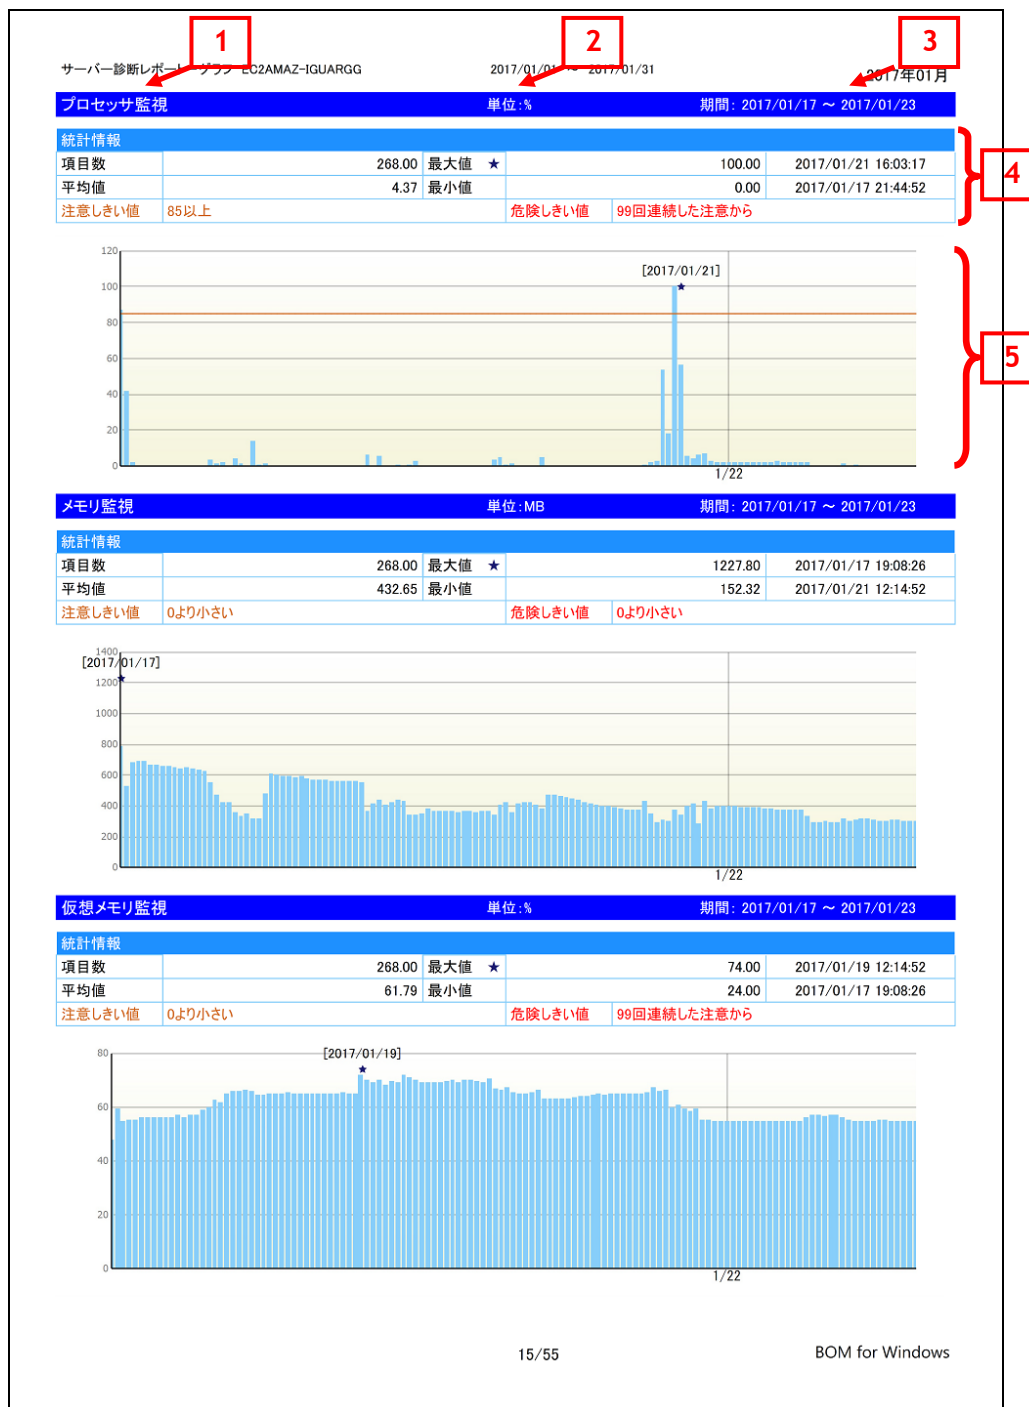 1 2 3
サーバー診断レポート グラフ EC2AMAZ-IGUARGG 2017/01/01 ～ 2017/01/31 2017年01月
プロセッサ監視 単位:% 期間: 2017/01/17 ～ 2017/01/23
統計情報
項目数 268.00 最大値 ★ 100.00 2017/01/21 16:03:17
4
平均値 4.37 最小値 0.00 2017/01/17 21:44:52
注意しきい値 85以上 危険しきい値 99回連続した注意から
120
[2017/01/21]
100
80
60
5
40
20
0
1/22
メモリ監視 単位:MB 期間: 2017/01/17 ～ 2017/01/23
統計情報
項目数 268.00 最大値 ★ 1227.80 2017/01/17 19:08:26
平均値 432.65 最小値 152.32 2017/01/21 12:14:52
注意しきい値 0より小さい 危険しきい値 0より小さい
1400
[2017/01/17]
1200
1000
800
600
400
200
0
1/22
仮想メモリ監視 単位:% 期間: 2017/01/17 ～ 2017/01/23
統計情報
項目数 268.00 最大値 ★ 74.00 2017/01/19 12:14:52
平均値 61.79 最小値 24.00 2017/01/17 19:08:26
注意しきい値 0より小さい 危険しきい値 99回連続した注意から
80 [2017/01/19]
60
40
20
0
1/22
15/55 BOM for Windows